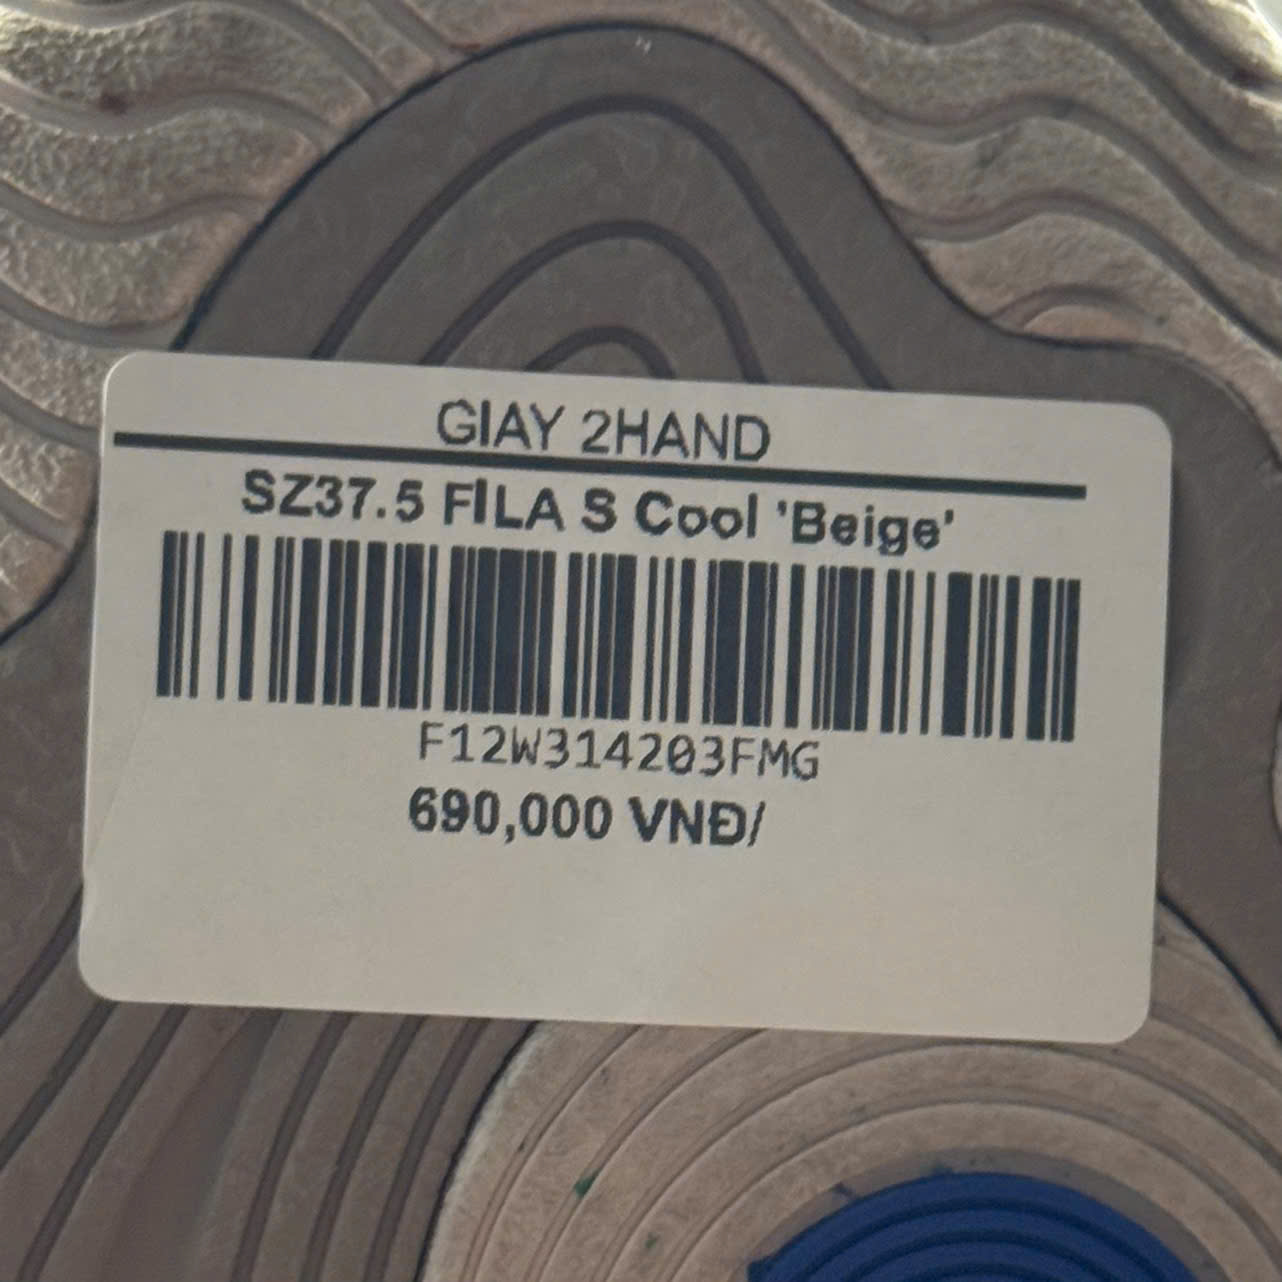 GIAY 2HAND
SZ37.5 FILA S Cool 'Beige'
F12W314203FMG
690,000 VNĐ/